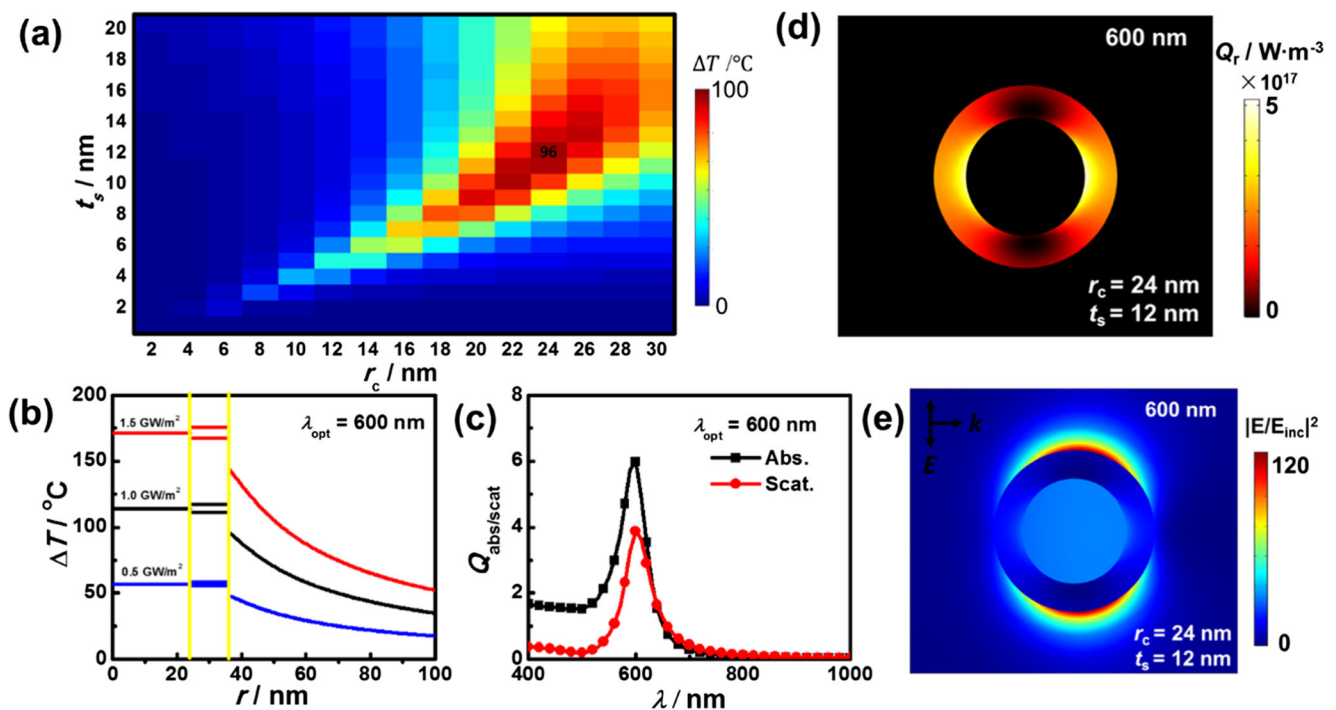 (a)
20
18
16
14
12
10
8
6
4
2
t_s / nm
96
2 4 6 8 10 12 14 16 18 20 22 24 26 28 30
r_c / nm
ΔT /°C
100
0
(d)
600 nm
r_c = 24 nm
t_s = 12 nm
Q_r / W·m⁻³
×10¹⁷
5
0
(b)
200
150
100
50
0
ΔT / °C
λ_opt = 600 nm
1.5 GW/m²
1.0 GW/m²
0.5 GW/m²
0 20 40 60 80 100
r / nm
(c)
8
6
4
2
0
Q_abs/scat
λ_opt = 600 nm
Abs.
Scat.
400 600 800 1000
λ / nm
(e)
600 nm
k
E
r_c = 24 nm
t_s = 12 nm
|E/E_inc|²
120
0